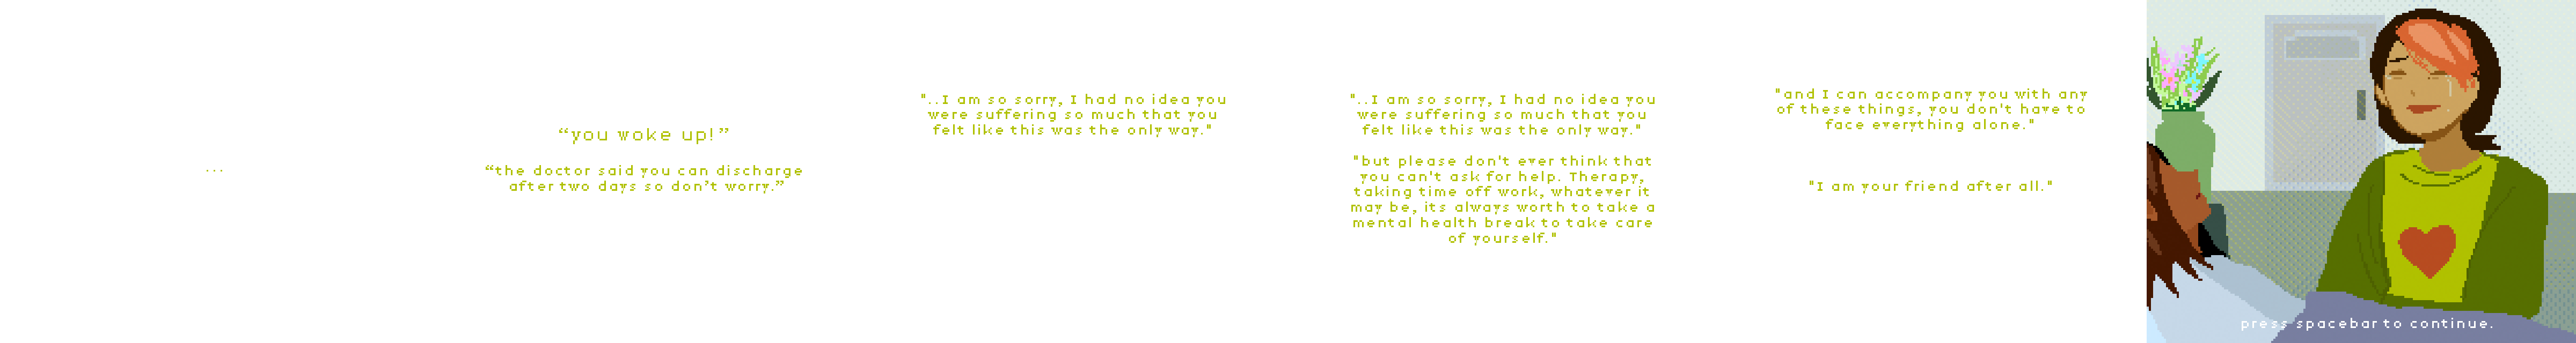 ...
“you woke up!”
“the doctor said you can discharge
after two days so don’t worry.”
"..I am so sorry, I had no idea you
were suffering so much that you
felt like this was the only way."
"..I am so sorry, I had no idea you
were suffering so much that you
felt like this was the only way."
"but please don't ever think that
you can't ask for help. Therapy,
taking time off work, whatever it
may be, its always worth to take a
mental health break to take care
of yourself."
"and I can accompany you with any
of these things, you don't have to
face everything alone."
"I am your friend after all."
press spacebar to continue.